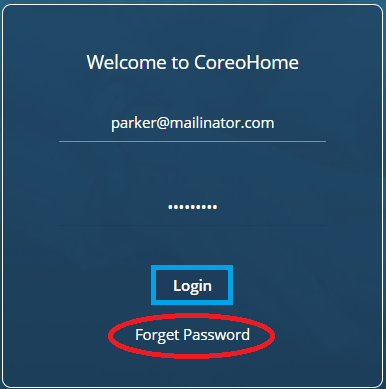 Welcome to CoreoHome
parker@mailinator.com
•••••••••
Login
Forget Password